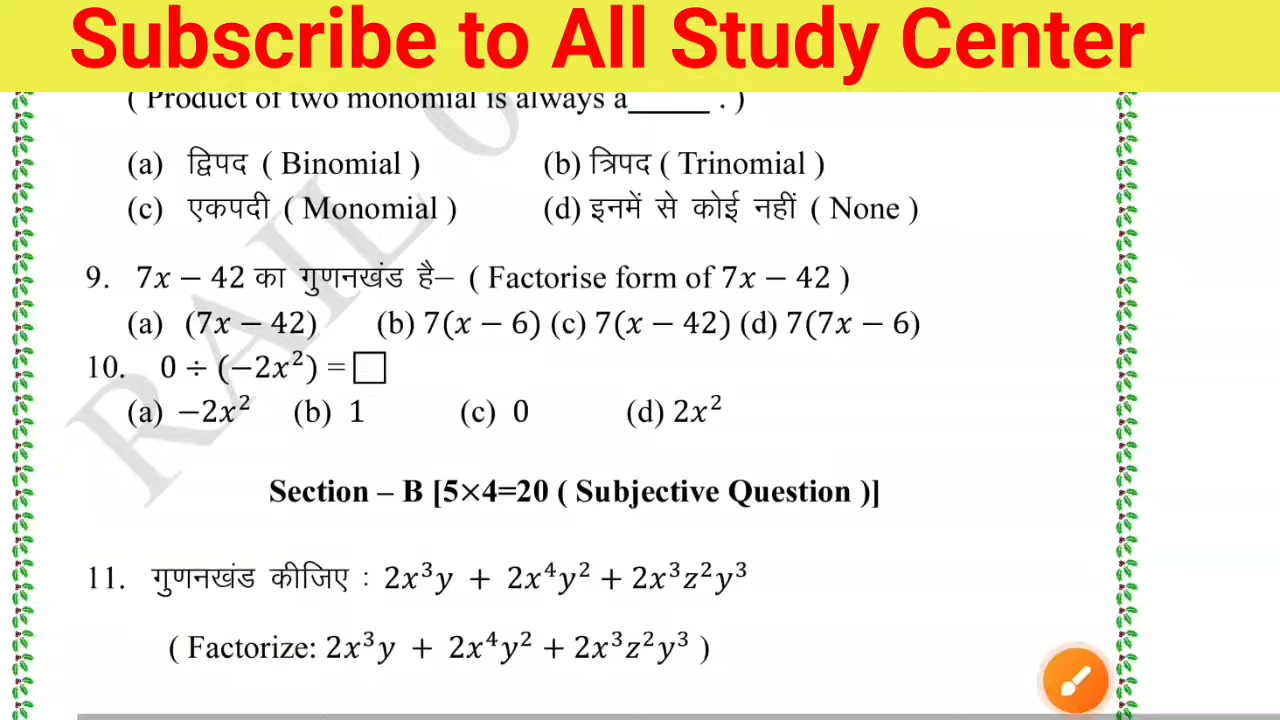 Subscribe to All Study Center
( Product of two monomial is always a_____ . )
(a) द्विपद ( Binomial ) (b) त्रिपद ( Trinomial )
(c) एकपदी ( Monomial ) (d) इनमें से कोई नहीं ( None )
9. 7x − 42 का गुणनखंड है– ( Factorise form of 7x − 42 )
(a) (7x − 42) (b) 7(x − 6) (c) 7(x − 42) (d) 7(7x − 6)
10. 0 ÷ (−2x²) = □
(a) −2x² (b) 1 (c) 0 (d) 2x²
Section – B [5×4=20 ( Subjective Question )]
11. गुणनखंड कीजिए : 2x³y + 2x⁴y² + 2x³z²y³
( Factorize: 2x³y + 2x⁴y² + 2x³z²y³ )